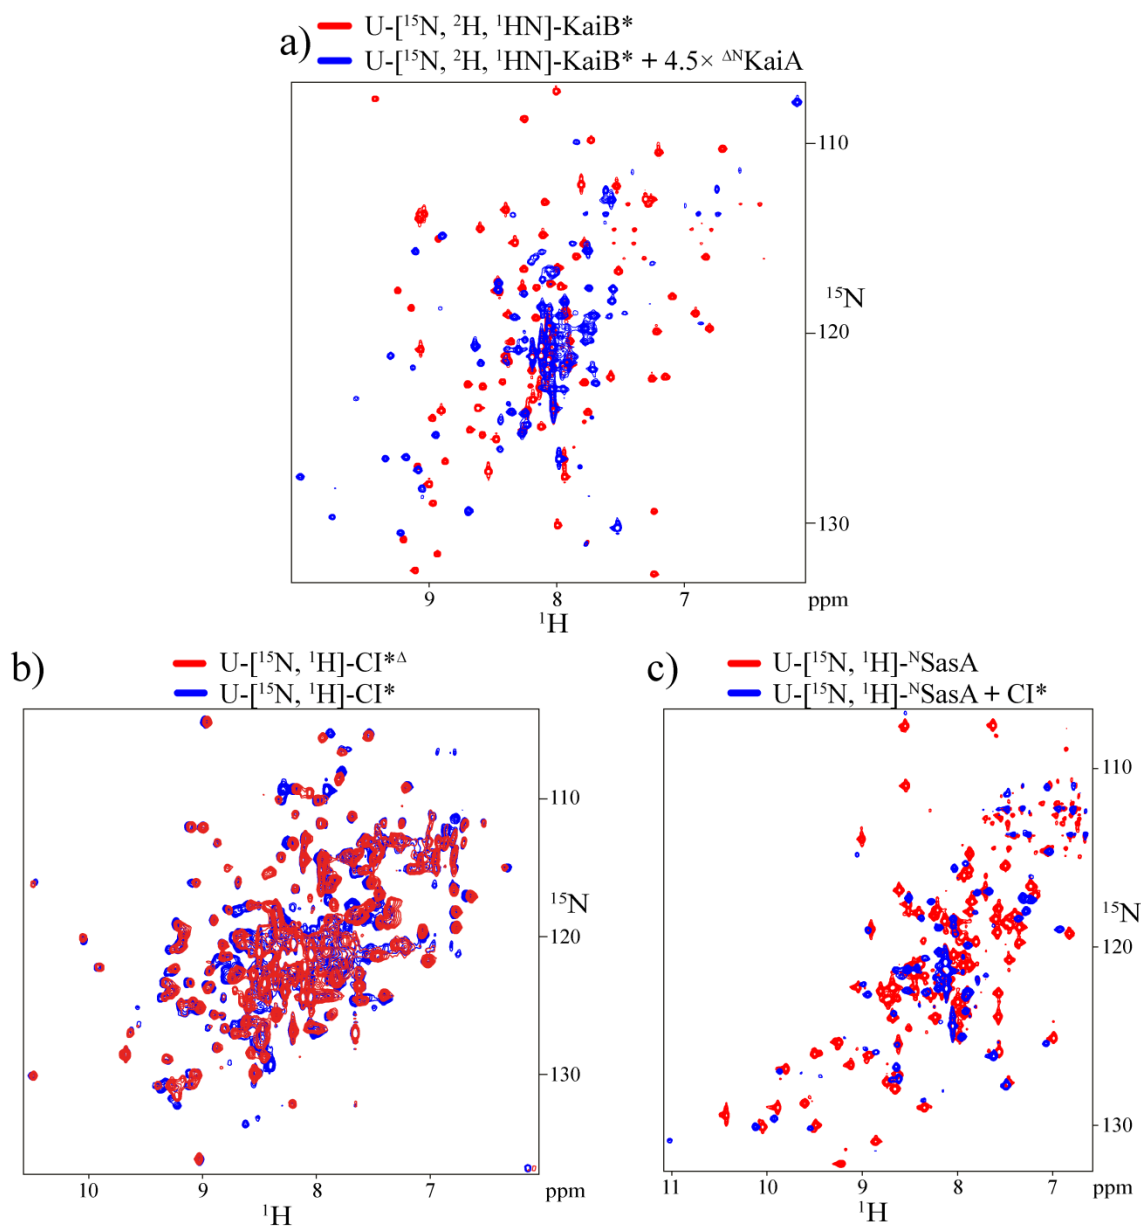 a)
U-[¹⁵N, ²H, ¹HN]-KaiB*
U-[¹⁵N, ²H, ¹HN]-KaiB* + 4.5× ᐃᴺKaiA
110
¹⁵N
120
130
9 8 7 ppm
¹H
b)
U-[¹⁵N, ¹H]-CI*ᐃ
U-[¹⁵N, ¹H]-CI*
110
¹⁵N
120
130
10 9 8 7 ppm
¹H
c)
U-[¹⁵N, ¹H]-ᴺSasA
U-[¹⁵N, ¹H]-ᴺSasA + CI*
110
¹⁵N
120
130
11 10 9 8 7 ppm
¹H